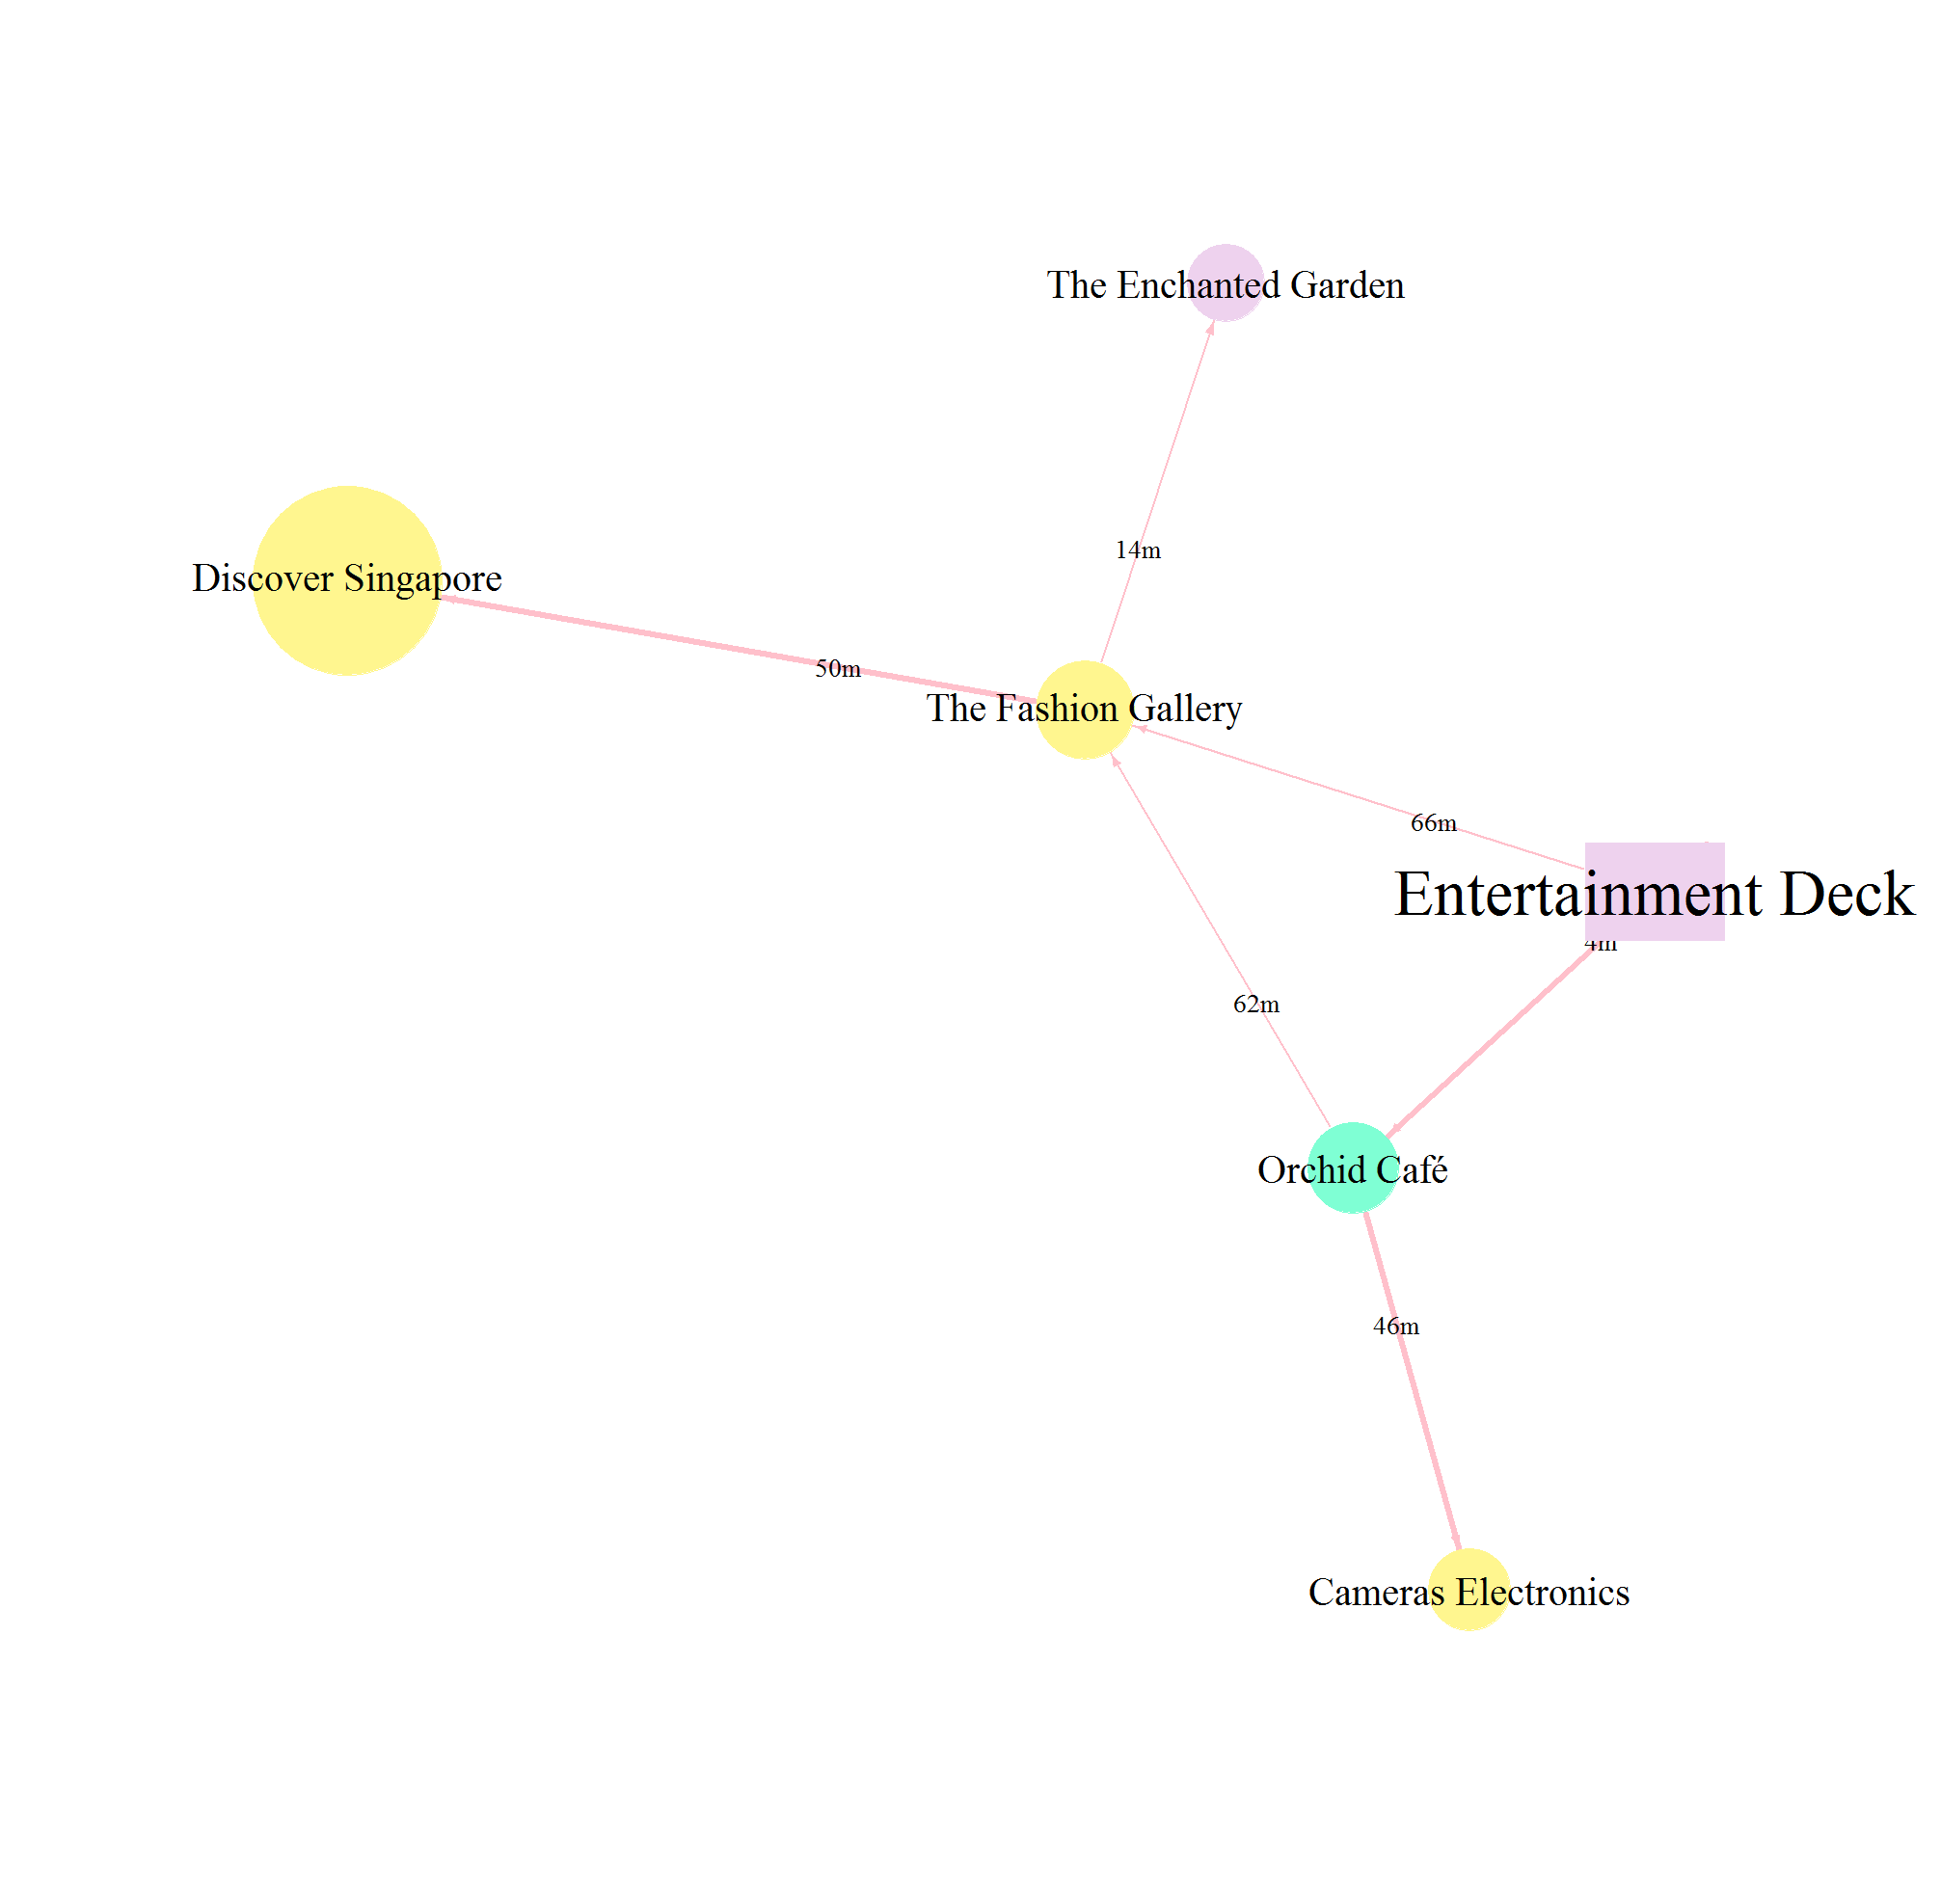 The Enchanted Garden
14m
Discover Singapore
50m
The Fashion Gallery
66m
Entertainment Deck
4m
62m
Orchid Café
46m
Cameras Electronics